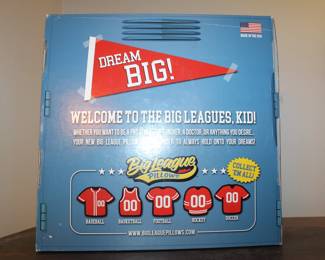 MADE IN THE USA
DREAM
BIG!
WELCOME TO THE BIG LEAGUES, KID!
WHETHER YOU WANT TO BE A PRO A DOCTOR, OR ANYTHING YOU DESIRE...
YOUR NEW BIG LEAGUE TO ALWAYS HOLD ONTO YOUR DREAMS!
Big League
PILLOWS
COLLECT
'EM ALL!
00 00 00 00 00
BASEBALL BASKETBALL FOOTBALL HOCKEY SOCCER
WWW.BIGLEAGUEPILLOWS.COM